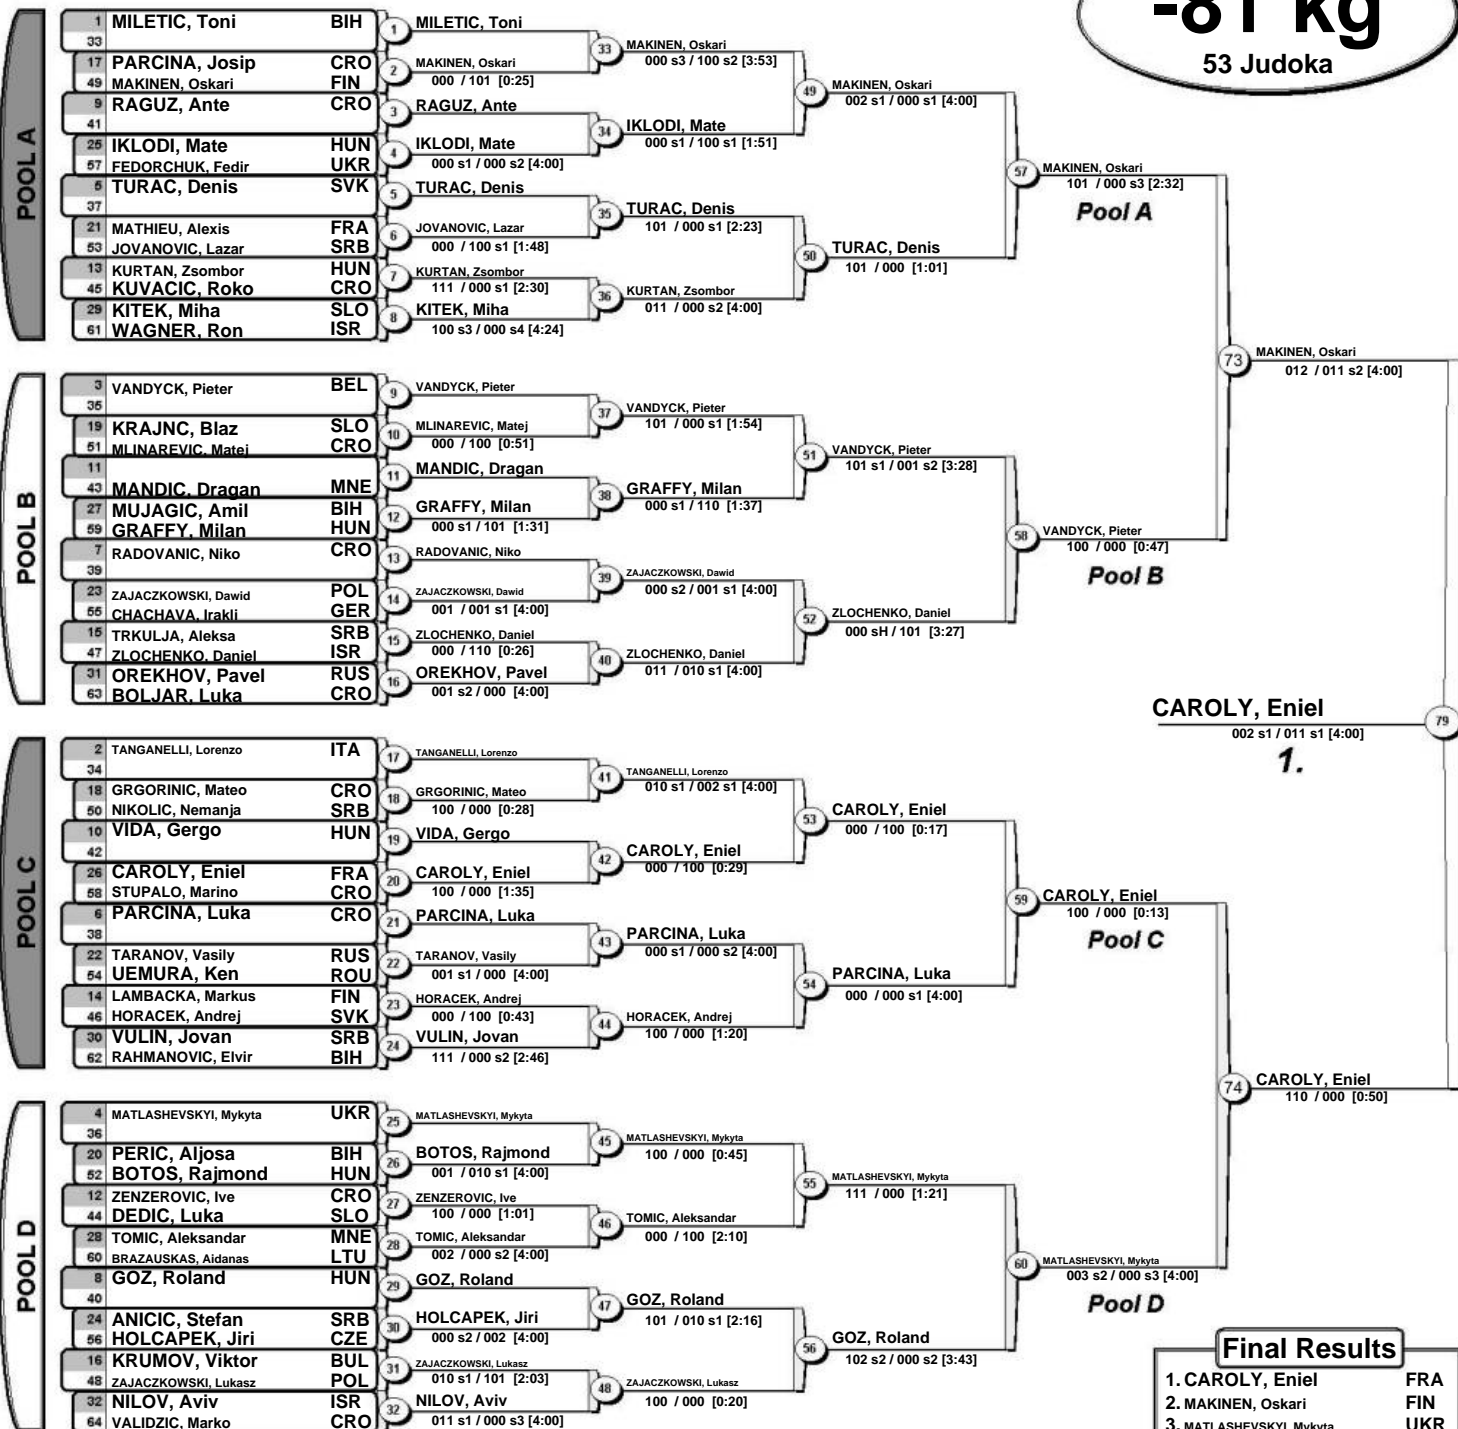 -81 kg
53 Judoka
POOL A
1 MILETIC, Toni BIH
33
17 PARCINA, Josip CRO
49 MAKINEN, Oskari FIN
9 RAGUZ, Ante CRO
41
25 IKLODI, Mate HUN
57 FEDORCHUK, Fedir UKR
5 TURAC, Denis SVK
37
21 MATHIEU, Alexis FRA
53 JOVANOVIC, Lazar SRB
13 KURTAN, Zsombor HUN
45 KUVACIC, Roko CRO
29 KITEK, Miha SLO
61 WAGNER, Ron ISR
1 MILETIC, Toni
2 MAKINEN, Oskari
000 / 101 [0:25]
3 RAGUZ, Ante
4 IKLODI, Mate
000 s1 / 000 s2 [4:00]
5 TURAC, Denis
6 JOVANOVIC, Lazar
000 / 100 s1 [1:48]
7 KURTAN, Zsombor
111 / 000 s1 [2:30]
8 KITEK, Miha
100 s3 / 000 s4 [4:24]
33 MAKINEN, Oskari
000 s3 / 100 s2 [3:53]
34 IKLODI, Mate
000 s1 / 100 s1 [1:51]
35 TURAC, Denis
101 / 000 s1 [2:23]
36 KURTAN, Zsombor
011 / 000 s2 [4:00]
49 MAKINEN, Oskari
002 s1 / 000 s1 [4:00]
50 TURAC, Denis
101 / 000 [1:01]
57 MAKINEN, Oskari
101 / 000 s3 [2:32]
Pool A
POOL B
3 VANDYCK, Pieter BEL
35
19 KRAJNC, Blaz SLO
51 MLINAREVIC, Matej CRO
11
43 MANDIC, Dragan MNE
27 MUJAGIC, Amil BIH
59 GRAFFY, Milan HUN
7 RADOVANIC, Niko CRO
39
23 ZAJACZKOWSKI, Dawid POL
55 CHACHAVA, Irakli GER
15 TRKULJA, Aleksa SRB
47 ZLOCHENKO, Daniel ISR
31 OREKHOV, Pavel RUS
63 BOLJAR, Luka CRO
9 VANDYCK, Pieter
10 MLINAREVIC, Matej
000 / 100 [0:51]
11 MANDIC, Dragan
12 GRAFFY, Milan
000 s1 / 101 [1:31]
13 RADOVANIC, Niko
14 ZAJACZKOWSKI, Dawid
001 / 001 s1 [4:00]
15 ZLOCHENKO, Daniel
000 / 110 [0:26]
16 OREKHOV, Pavel
001 s2 / 000 [4:00]
37 VANDYCK, Pieter
101 / 000 s1 [1:54]
38 GRAFFY, Milan
000 s1 / 110 [1:37]
39 ZAJACZKOWSKI, Dawid
000 s2 / 001 s1 [4:00]
40 ZLOCHENKO, Daniel
011 / 010 s1 [4:00]
51 VANDYCK, Pieter
101 s1 / 001 s2 [3:28]
52 ZLOCHENKO, Daniel
000 sH / 101 [3:27]
58 VANDYCK, Pieter
100 / 000 [0:47]
Pool B
73 MAKINEN, Oskari
012 / 011 s2 [4:00]
CAROLY, Eniel
79
002 s1 / 011 s1 [4:00]
1.
POOL C
2 TANGANELLI, Lorenzo ITA
34
18 GRGORINIC, Mateo CRO
50 NIKOLIC, Nemanja SRB
10 VIDA, Gergo HUN
42
26 CAROLY, Eniel FRA
58 STUPALO, Marino CRO
6 PARCINA, Luka CRO
38
22 TARANOV, Vasily RUS
54 UEMURA, Ken ROU
14 LAMBACKA, Markus FIN
46 HORACEK, Andrej SVK
30 VULIN, Jovan SRB
62 RAHMANOVIC, Elvir BIH
17 TANGANELLI, Lorenzo
18 GRGORINIC, Mateo
100 / 000 [0:28]
19 VIDA, Gergo
20 CAROLY, Eniel
100 / 000 [1:35]
21 PARCINA, Luka
22 TARANOV, Vasily
001 s1 / 000 [4:00]
23 HORACEK, Andrej
000 / 100 [0:43]
24 VULIN, Jovan
111 / 000 s2 [2:46]
41 TANGANELLI, Lorenzo
010 s1 / 002 s1 [4:00]
42 CAROLY, Eniel
000 / 100 [0:29]
43 PARCINA, Luka
000 s1 / 000 s2 [4:00]
44 HORACEK, Andrej
100 / 000 [1:20]
53 CAROLY, Eniel
000 / 100 [0:17]
54 PARCINA, Luka
000 / 000 s1 [4:00]
59 CAROLY, Eniel
100 / 000 [0:13]
Pool C
74 CAROLY, Eniel
110 / 000 [0:50]
POOL D
4 MATLASHEVSKYI, Mykyta UKR
36
20 PERIC, Aljosa BIH
52 BOTOS, Rajmond HUN
12 ZENZEROVIC, Ive CRO
44 DEDIC, Luka SLO
28 TOMIC, Aleksandar MNE
60 BRAZAUSKAS, Aidanas LTU
8 GOZ, Roland HUN
40
24 ANICIC, Stefan SRB
56 HOLCAPEK, Jiri CZE
16 KRUMOV, Viktor BUL
48 ZAJACZKOWSKI, Lukasz POL
32 NILOV, Aviv ISR
64 VALIDZIC, Marko CRO
25 MATLASHEVSKYI, Mykyta
26 BOTOS, Rajmond
001 / 010 s1 [4:00]
27 ZENZEROVIC, Ive
100 / 000 [1:01]
28 TOMIC, Aleksandar
002 / 000 s2 [4:00]
29 GOZ, Roland
30 HOLCAPEK, Jiri
000 s2 / 002 [4:00]
31 ZAJACZKOWSKI, Lukasz
010 s1 / 101 [2:03]
32 NILOV, Aviv
011 s1 / 000 s3 [4:00]
45 MATLASHEVSKYI, Mykyta
100 / 000 [0:45]
46 TOMIC, Aleksandar
000 / 100 [2:10]
47 GOZ, Roland
101 / 010 s1 [2:16]
48 ZAJACZKOWSKI, Lukasz
100 / 000 [0:20]
55 MATLASHEVSKYI, Mykyta
111 / 000 [1:21]
56 GOZ, Roland
102 s2 / 000 s2 [3:43]
60 MATLASHEVSKYI, Mykyta
003 s2 / 000 s3 [4:00]
Pool D
Final Results
1. CAROLY, Eniel FRA
2. MAKINEN, Oskari FIN
3. MATLASHEVSKYI, Mykyta UKR